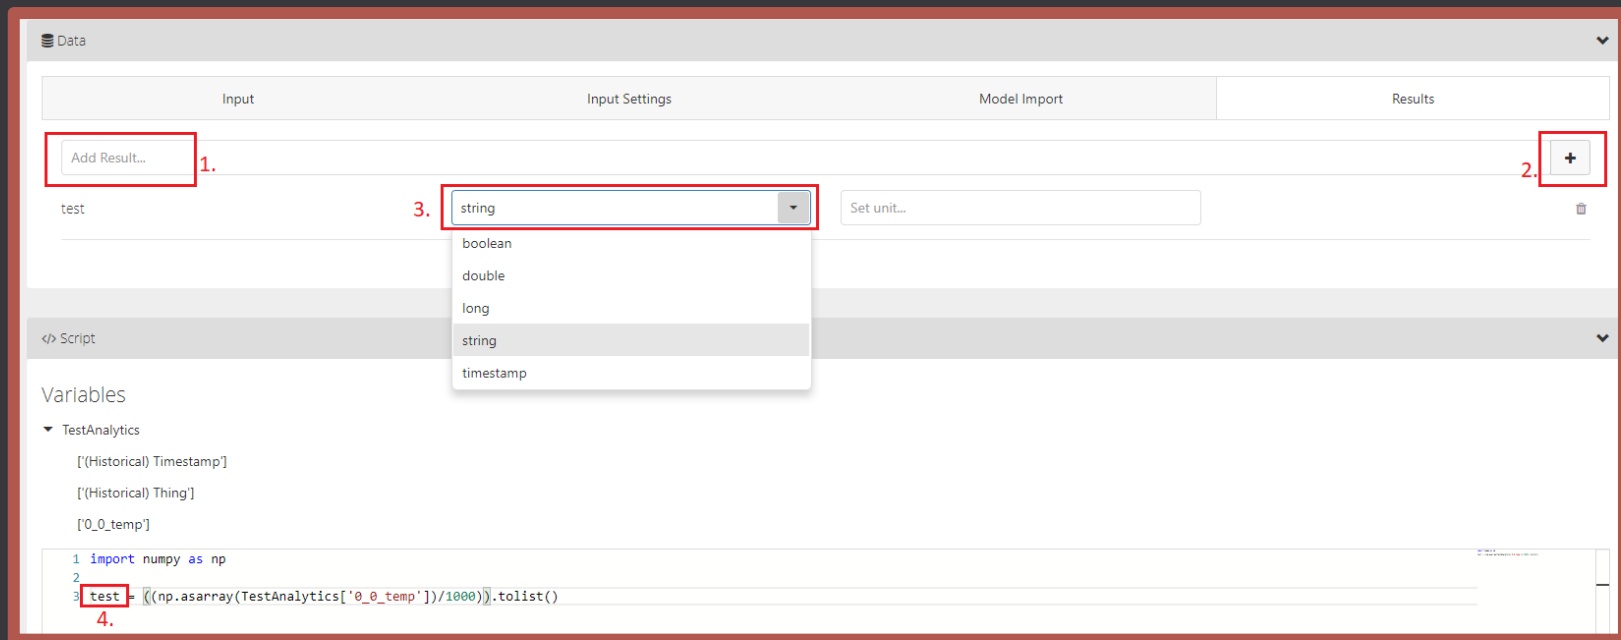 Data
Input Input Settings Model Import Results
Add Result... 1. 2. +
test 3. string Set unit...
boolean
double
long
string
timestamp
</> Script
Variables
TestAnalytics
['(Historical) Timestamp']
['(Historical) Thing']
['0_0_temp']
1 import numpy as np
2
3 test = ((np.asarray(TestAnalytics['0_0_temp'])/1000)).tolist()
4.